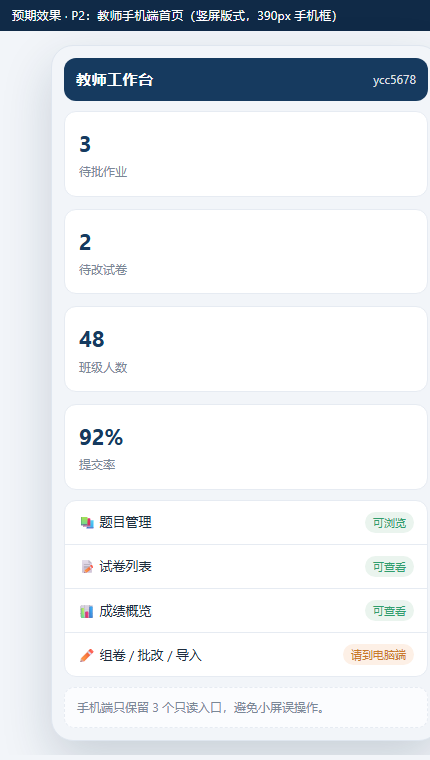 预期效果 · P2：教师手机端首页（竖屏版式，390px 手机框）
教师工作台 ycc5678
3
待批作业
2
待改试卷
48
班级人数
92%
提交率
题目管理 可浏览
试卷列表 可查看
成绩概览 可查看
组卷 / 批改 / 导入 请到电脑端
手机端只保留 3 个只读入口，避免小屏误操作。